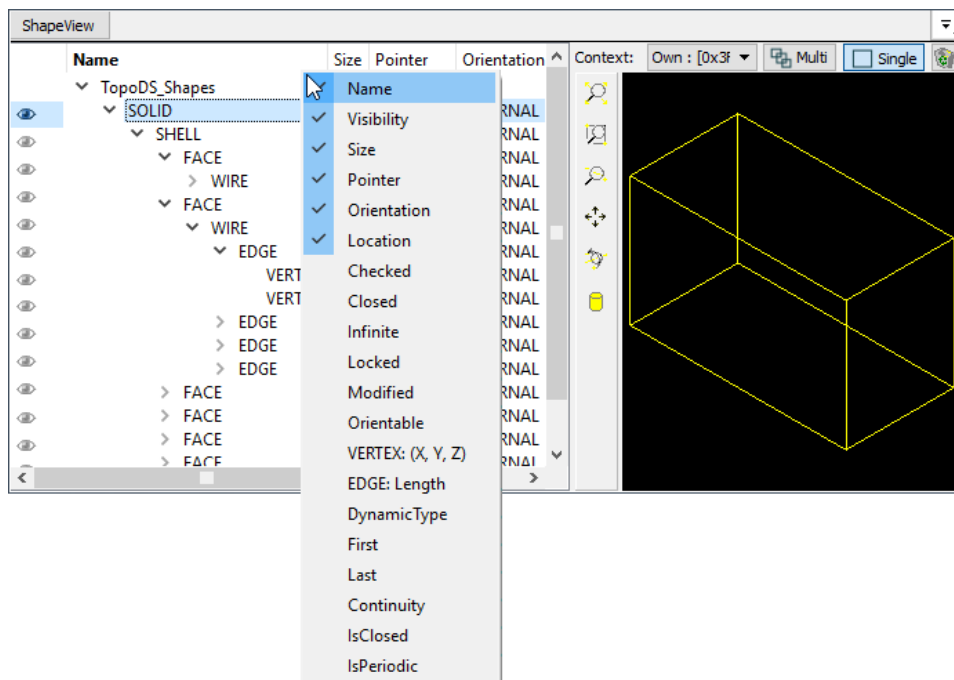 ShapeView
Name Size Pointer Orientation Context: Own : [0x3F Multi Single
TopoDS_Shapes
SOLID RNAL
SHELL RNAL
FACE RNAL
WIRE RNAL
FACE RNAL
WIRE RNAL
EDGE RNAL
VERT RNAL
VERT RNAL
EDGE RNAL
EDGE RNAL
EDGE RNAL
FACE RNAL
FACE RNAL
FACE RNAL
FACE RNAL
Name
Visibility
Size
Pointer
Orientation
Location
Checked
Closed
Infinite
Locked
Modified
Orientable
VERTEX: (X, Y, Z)
EDGE: Length
DynamicType
First
Last
Continuity
IsClosed
IsPeriodic